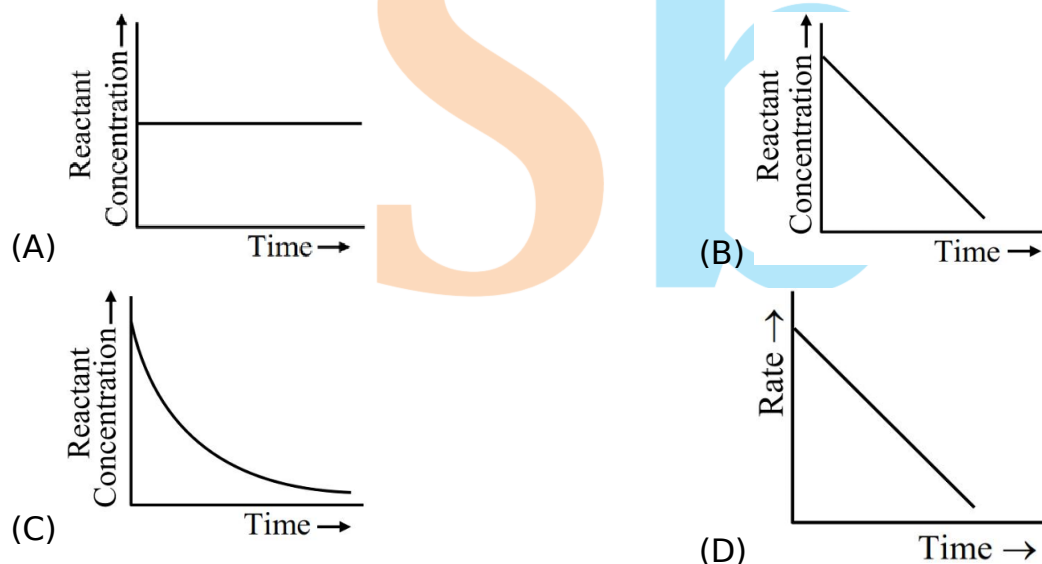 Reactant
Concentration →
Time →
(A)
Reactant
Concentration →
Time →
(B)
Reactant
Concentration →
Time →
(C)
Rate →
Time →
(D)